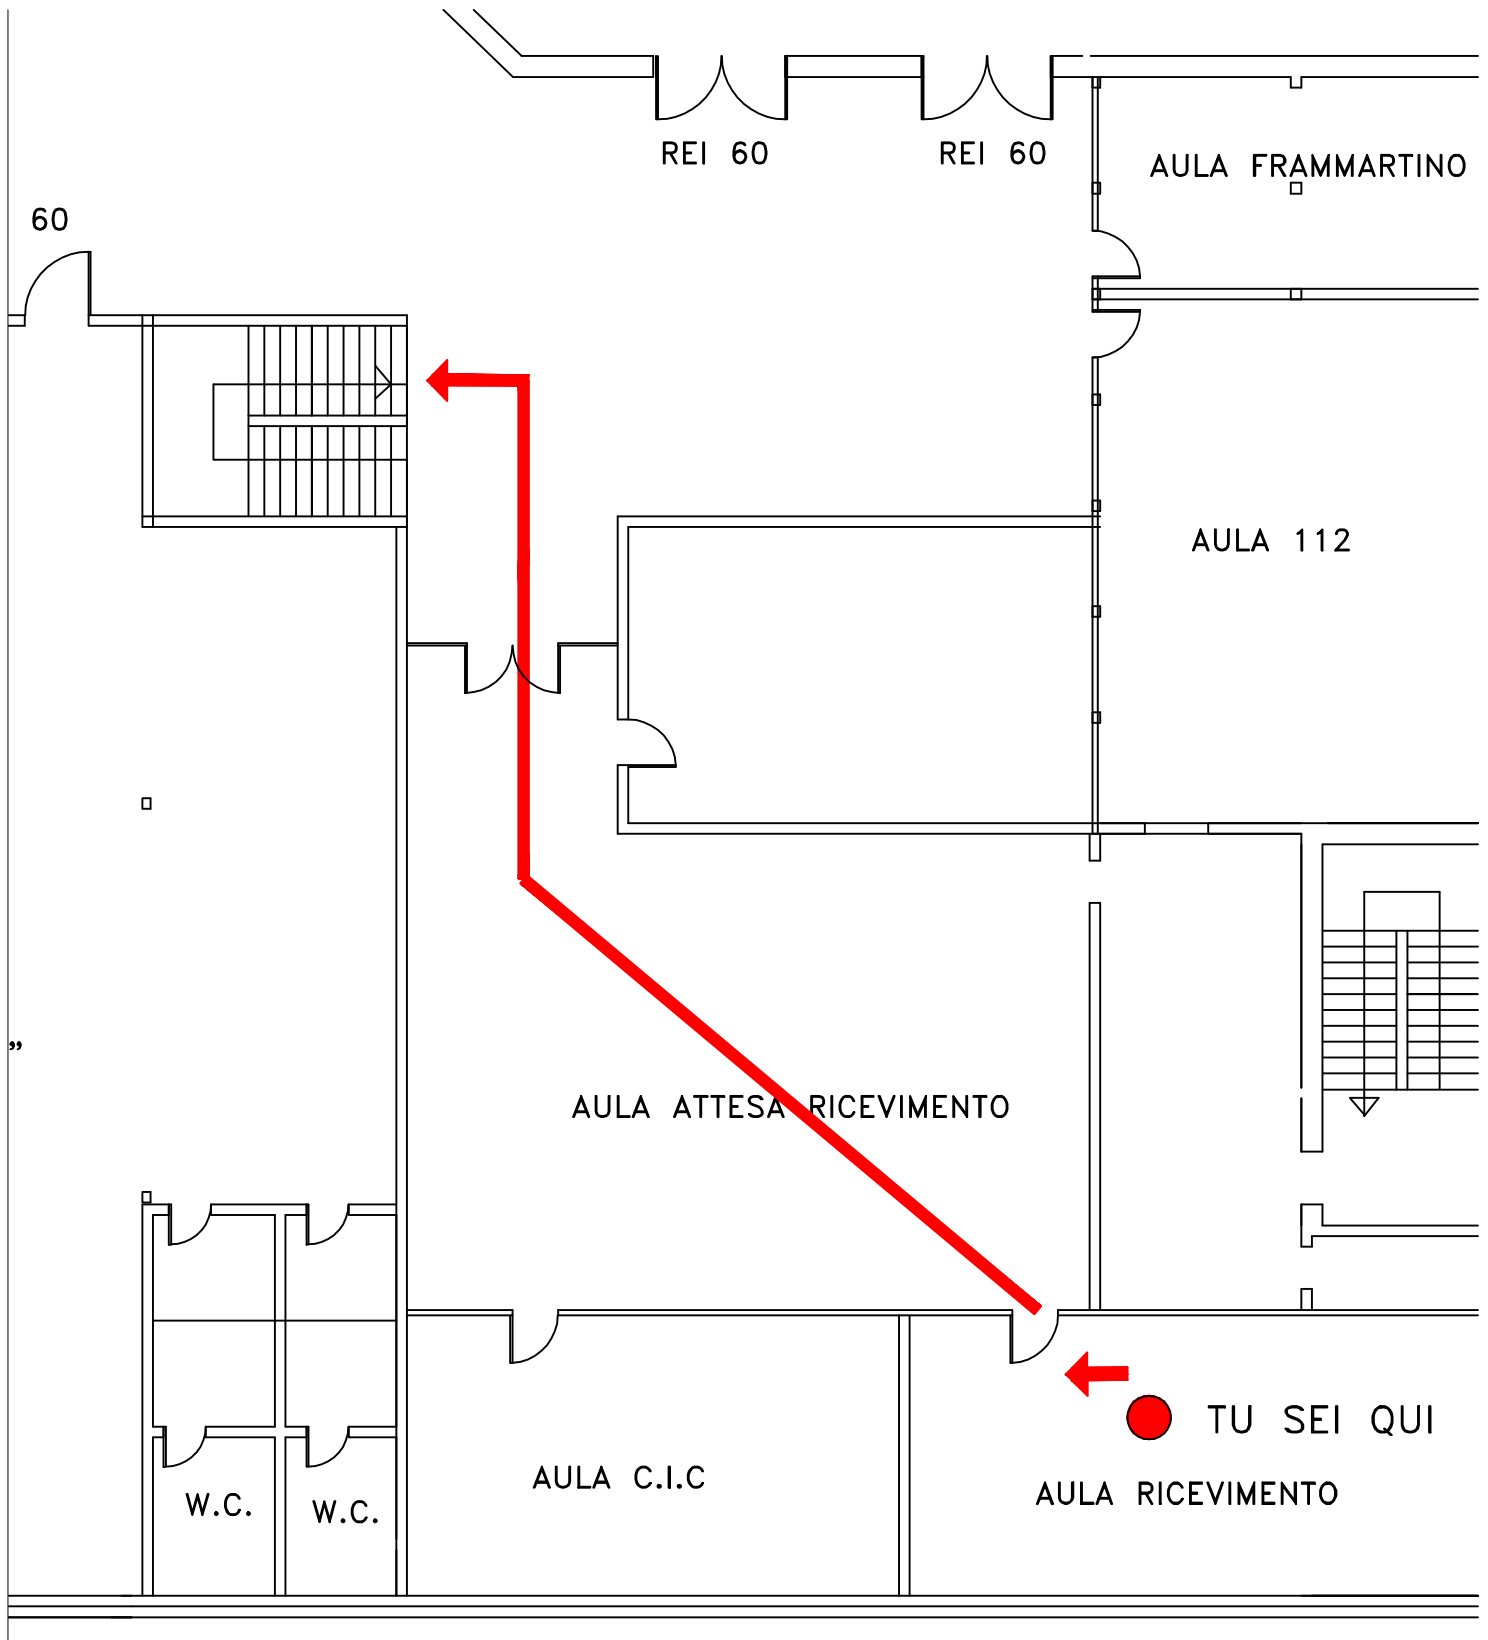 REI 60
REI 60
AULA FRAMMARTINO
60
AULA 112
”
AULA ATTESA RICEVIMENTO
TU SEI QUI
AULA C.I.C
AULA RICEVIMENTO
W.C.
W.C.